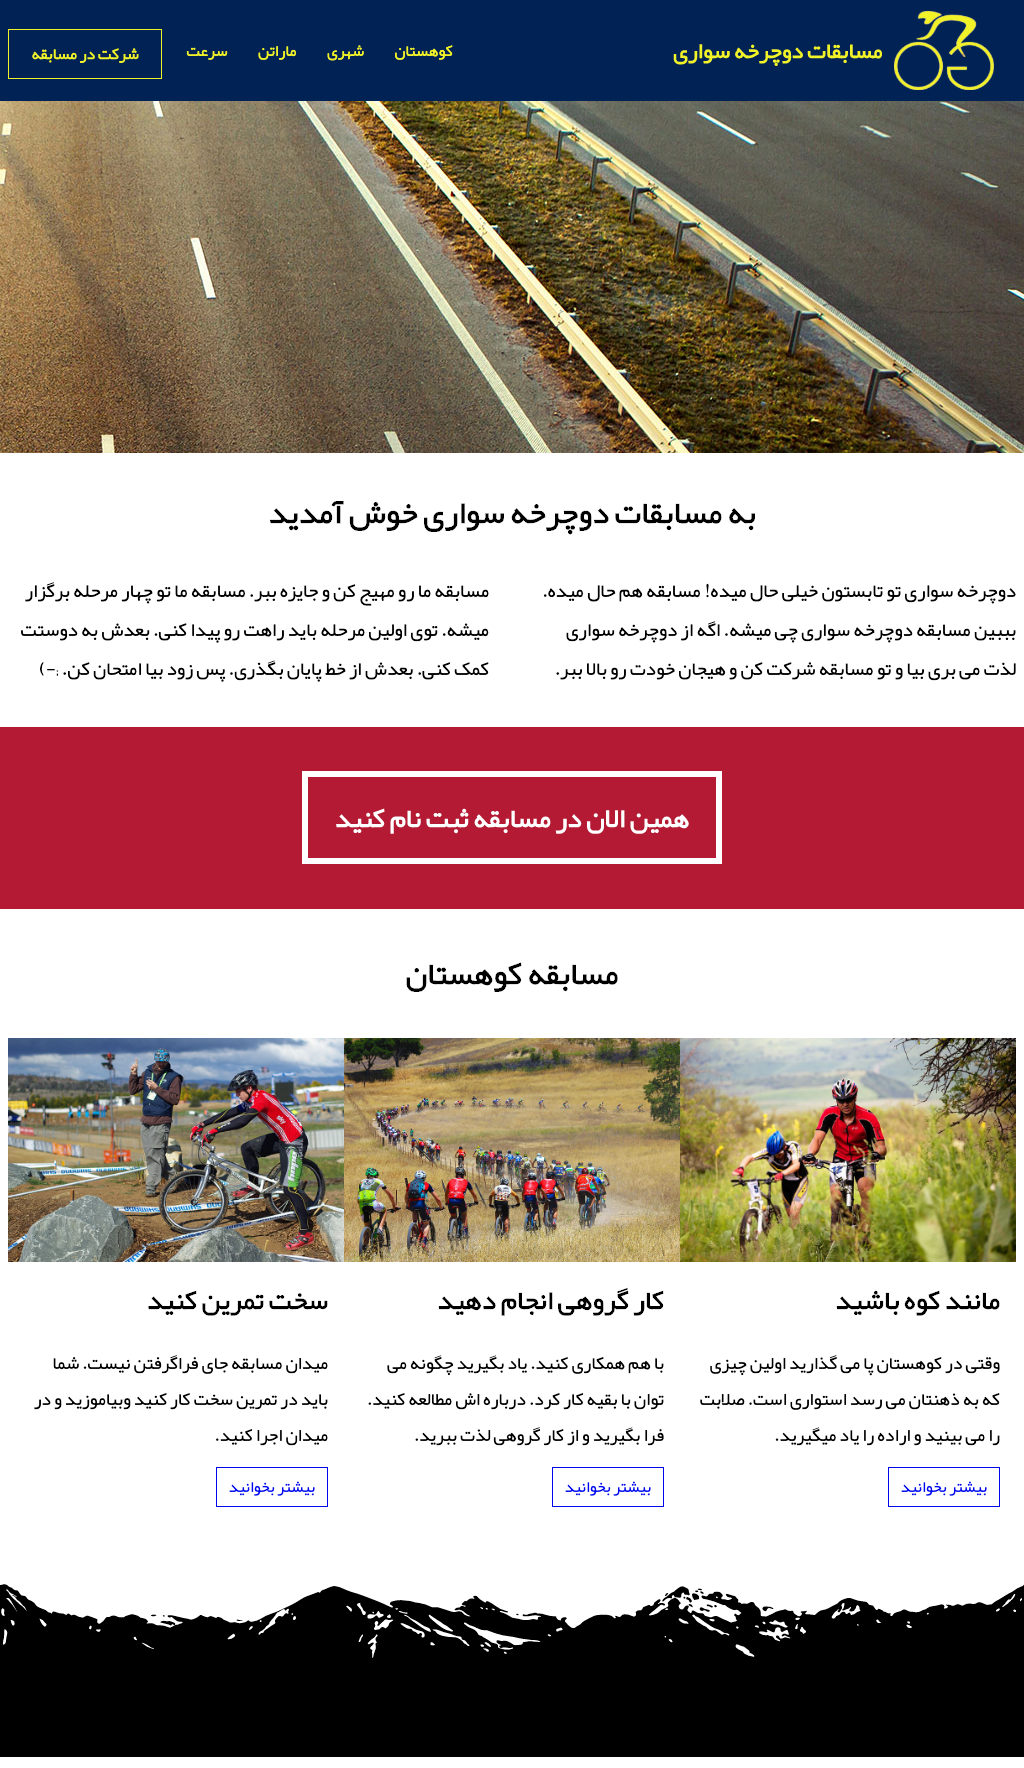 مسابقات دوچرخه سواری
کوهستان
شهری
ماراتن
سرعت
شرکت در مسابقه
به مسابقات دوچرخه سواری خوش آمدید
دوچرخه سواری تو تابستون خیلی حال میده! مسابقه هم حال میده.
بببین مسابقه دوچرخه سواری چی میشه. اگه از دوچرخه سواری
لذت می بری بیا و تو مسابقه شرکت کن و هیجان خودت رو بالا ببر.
مسابقه ما رو مهیج کن و جایزه ببر. مسابقه ما تو چهار مرحله برگزار
میشه. توی اولین مرحله باید راهت رو پیدا کنی. بعدش به دوستت
کمک کنی. بعدش از خط پایان بگذری. پس زود بیا امتحان کن. ;-)
همین الان در مسابقه ثبت نام کنید
مسابقه کوهستان
مانند کوه باشید
وقتی در کوهستان پا می گذارید اولین چیزی
که به ذهنتان می رسد استواری است. صلابت
را می بینید و اراده را یاد میگیرید.
بیشتر بخوانید
کار گروهی انجام دهید
با هم همکاری کنید. یاد بگیرید چگونه می
توان با بقیه کار کرد. درباره اش مطالعه کنید.
فرا بگیرید و از کار گروهی لذت ببرید.
بیشتر بخوانید
سخت تمرین کنید
میدان مسابقه جای فراگرفتن نیست. شما
باید در تمرین سخت کار کنید وبیاموزید و در
میدان اجرا کنید.
بیشتر بخوانید